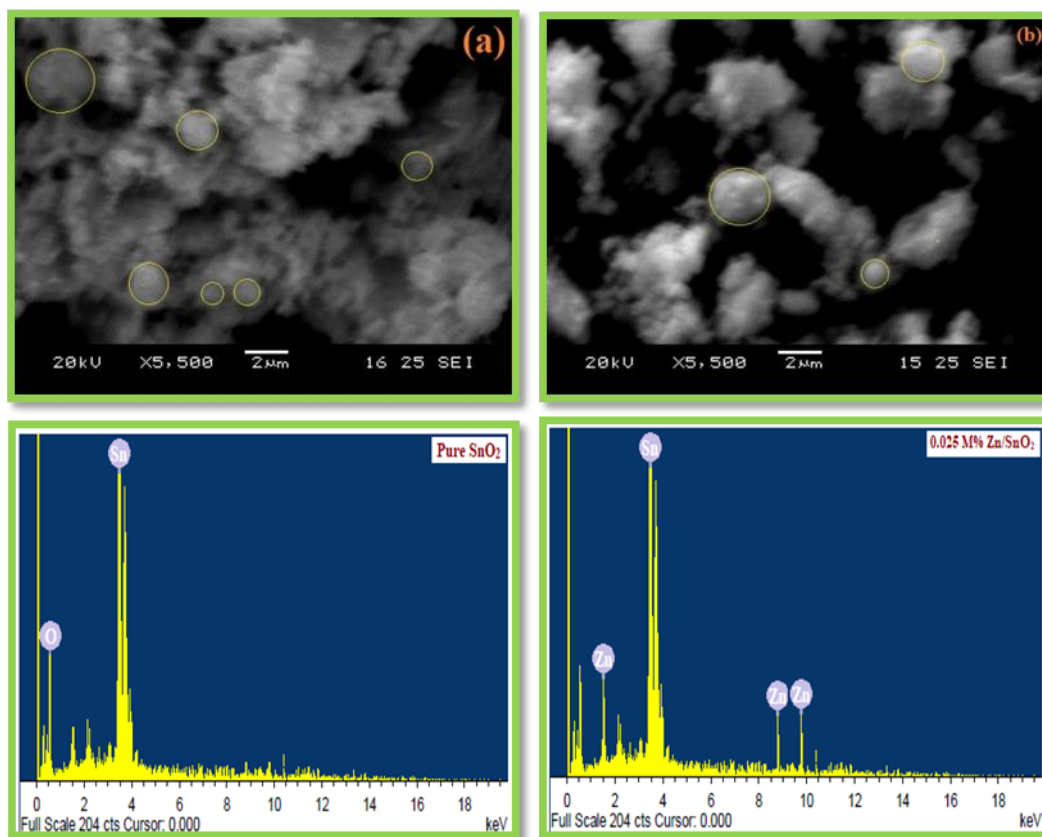 (a)
20kV X5,500 2μm 16 25 SEI
(b)
20kV X5,500 2μm 15 25 SEI
Pure SnO₂
Sn
O
0 2 4 6 8 10 12 14 16 18
Full Scale 204 cts Cursor: 0.000 keV
0.025 M% Zn/SnO₂
Sn
Zn
Zn Zn
0 2 4 6 8 10 12 14 16 18
Full Scale 204 cts Cursor: 0.000 keV